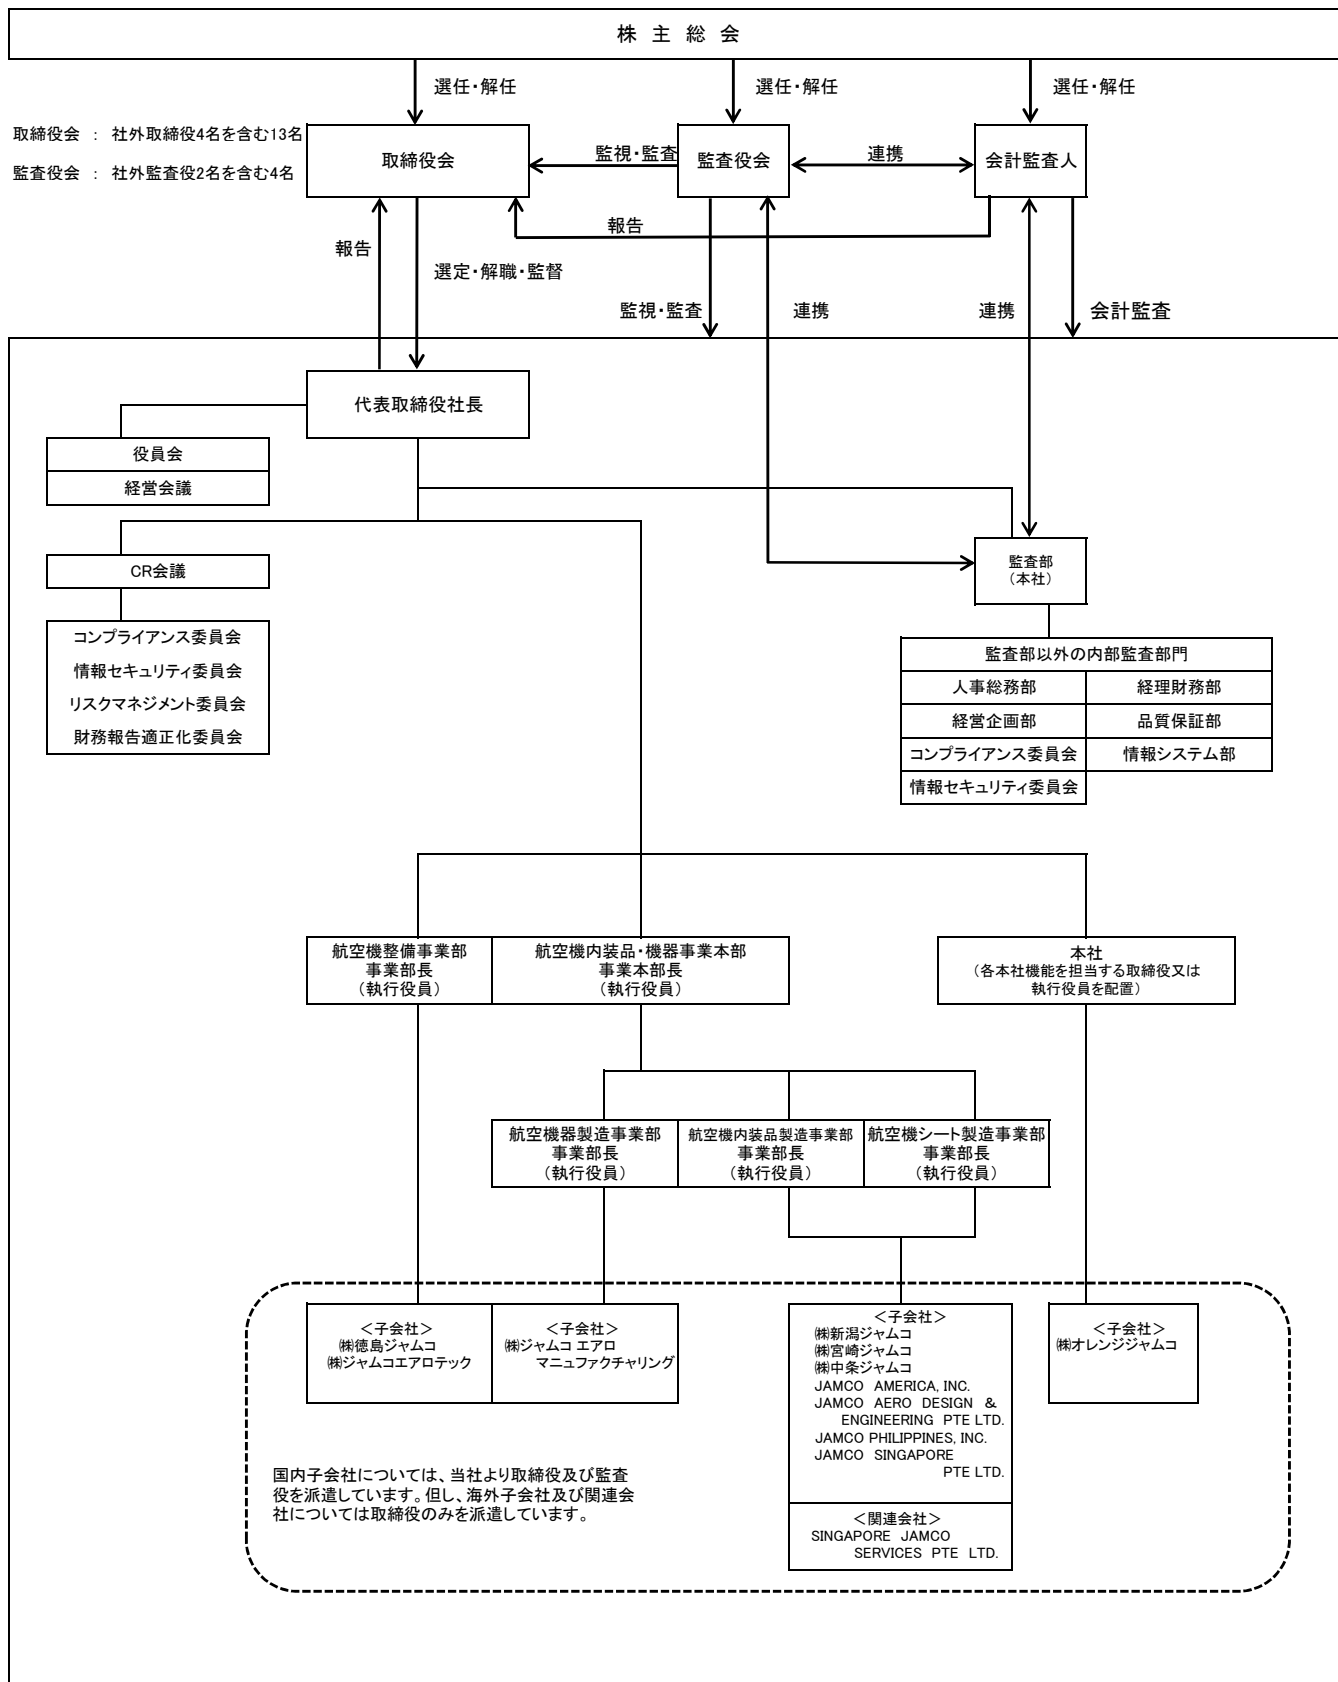 株 主 総 会
選任・解任
選任・解任
選任・解任
取締役会 ： 社外取締役4名を含む13名
監査役会 ： 社外監査役2名を含む4名
取締役会
監視・監査
監査役会
連携
会計監査人
報告
報告
選定・解職・監督
監視・監査
連携
連携
会計監査
代表取締役社長
役員会
経営会議
CR会議
コンプライアンス委員会
情報セキュリティ委員会
リスクマネジメント委員会
財務報告適正化委員会
監査部
（本社）
監査部以外の内部監査部門
人事総務部
経理財務部
経営企画部
品質保証部
コンプライアンス委員会
情報システム部
情報セキュリティ委員会
航空機整備事業部
事業部長
（執行役員）
航空機内装品・機器事業本部
事業本部長
（執行役員）
本社
（各本社機能を担当する取締役又は
執行役員を配置）
航空機器製造事業部
事業部長
（執行役員）
航空機内装品製造事業部
事業部長
（執行役員）
航空機シート製造事業部
事業部長
（執行役員）
＜子会社＞
㈱徳島ジャムコ
㈱ジャムコエアロテック
＜子会社＞
㈱ジャムコ エアロ
マニュファクチャリング
＜子会社＞
㈱新潟ジャムコ
㈱宮崎ジャムコ
㈱中条ジャムコ
JAMCO AMERICA, INC.
JAMCO AERO DESIGN &
ENGINEERING PTE LTD.
JAMCO PHILIPPINES, INC.
JAMCO SINGAPORE
PTE LTD.
＜関連会社＞
SINGAPORE JAMCO
SERVICES PTE LTD.
＜子会社＞
㈱オレンジジャムコ
国内子会社については、当社より取締役及び監査
役を派遣しています。但し、海外子会社及び関連会
社については取締役のみを派遣しています。